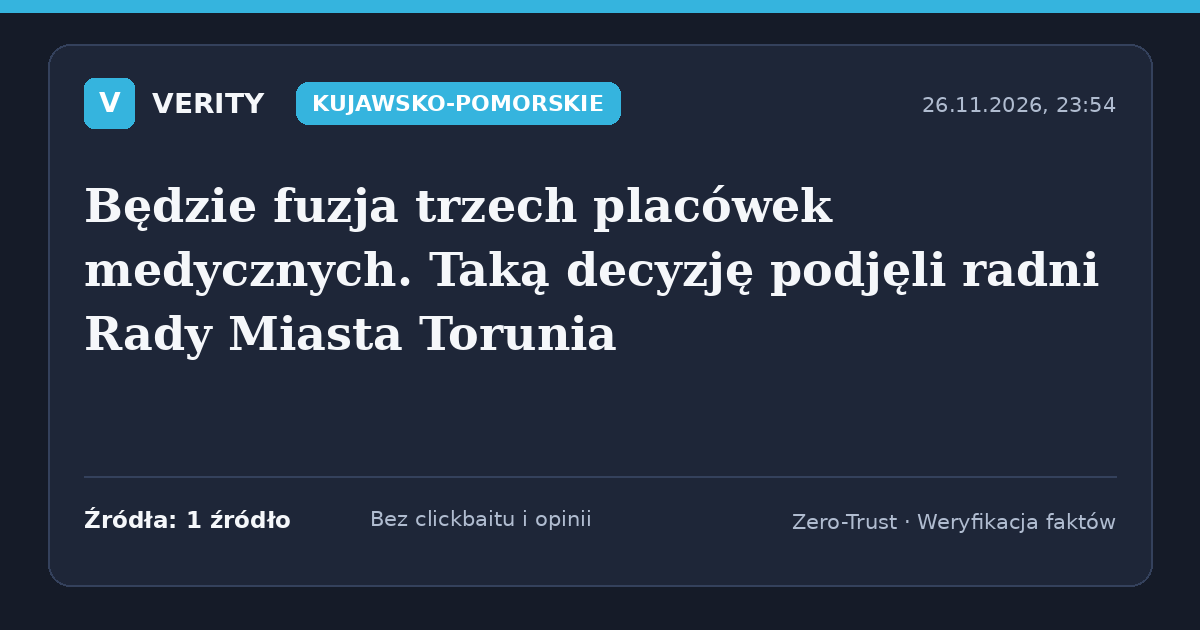 V VERITY KUJAWSKO-POMORSKIE 26.11.2026, 23:54
Będzie fuzja trzech placówek
medycznych. Taką decyzję podjęli radni
Rady Miasta Torunia
Źródła: 1 źródło Bez clickbaitu i opinii Zero-Trust · Weryfikacja faktów